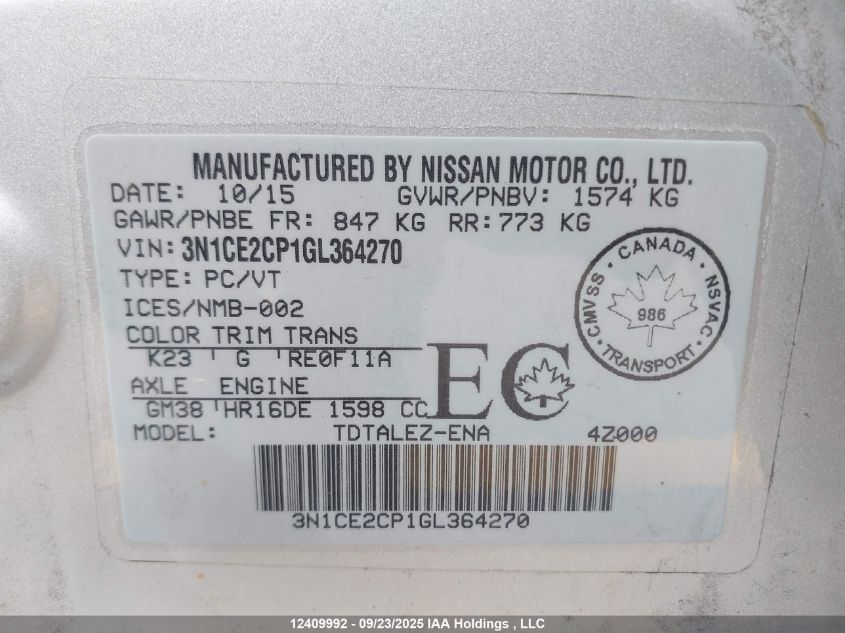 MANUFACTURED BY NISSAN MOTOR CO., LTD.
DATE: 10/15 GVWR/PNBV: 1574 KG
GAWR/PNBE FR: 847 KG RR: 773 KG
VIN: 3N1CE2CP1GL364270
TYPE: PC/VT
ICES/NMB-002
CANADA
CMVSS NSVAC
986
TRANSPORT
COLOR TRIM TRANS
K23 G RE0F11A
AXLE ENGINE
GM38 HR16DE 1598 CC
EC
MODEL: TDTALEZ-ENA 4Z000
3N1CE2CP1GL364270
12409992 - 09/23/2025 IAA Holdings , LLC